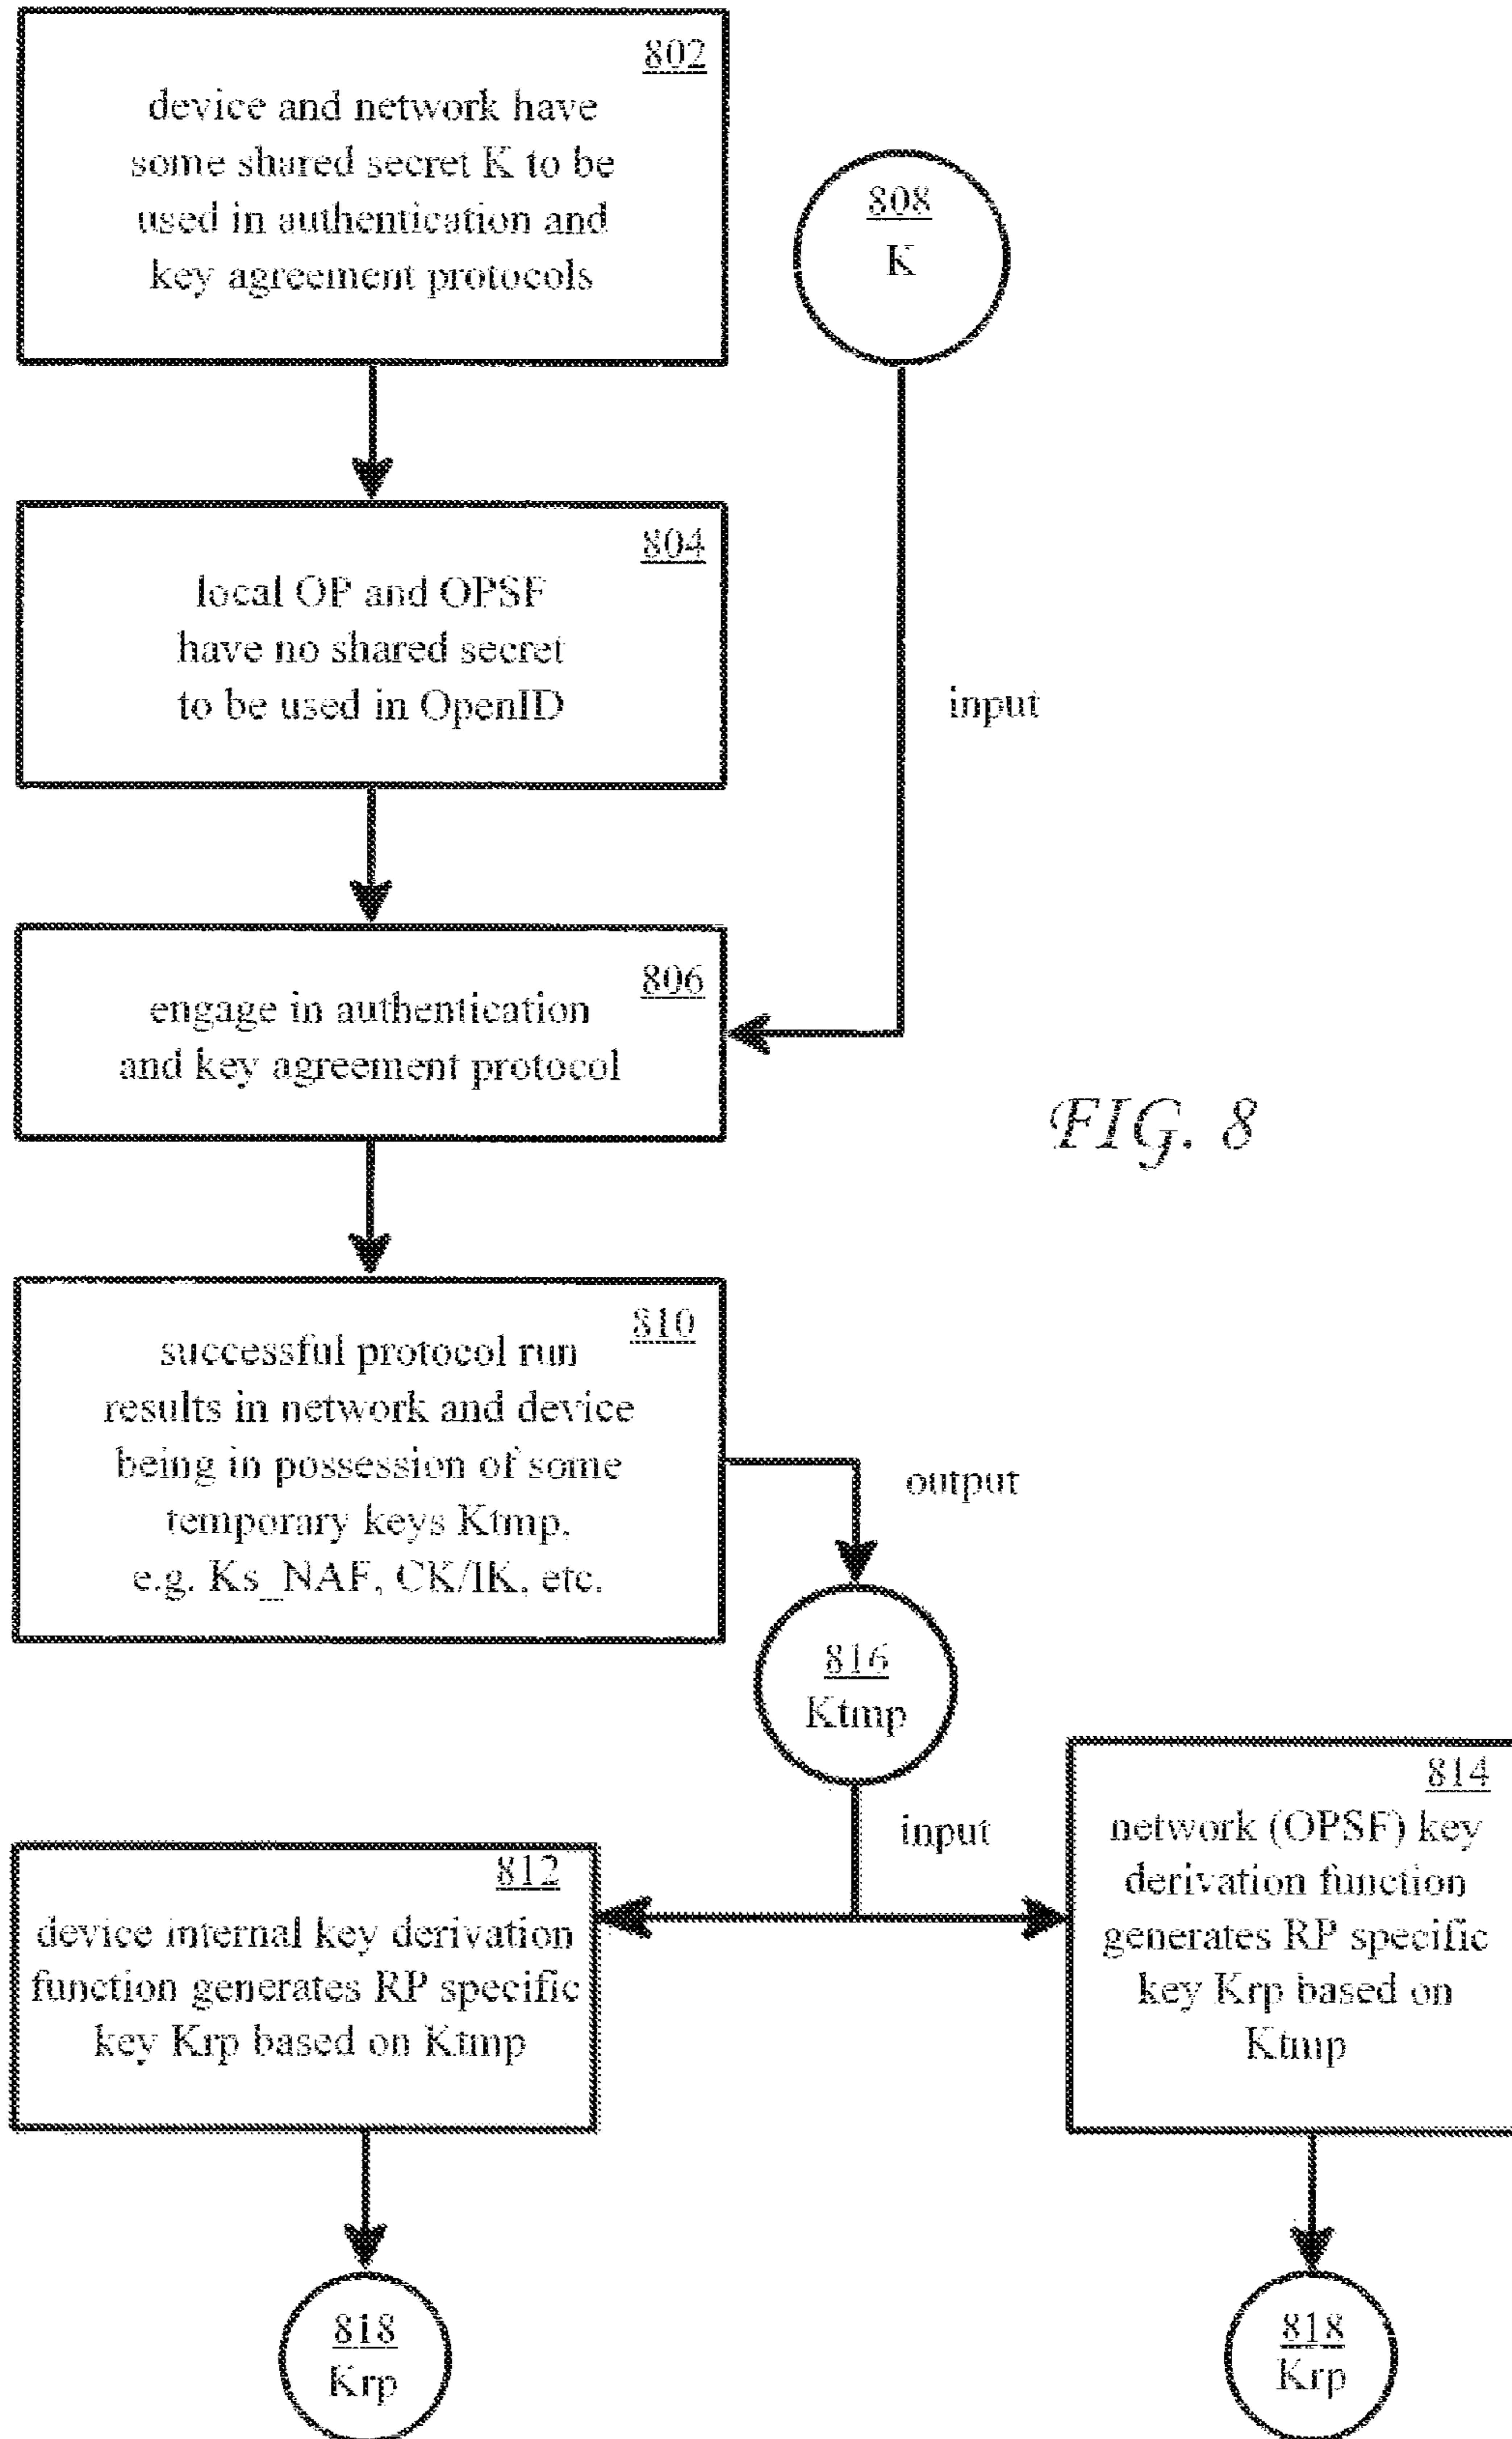 802
device and network have
some shared secret K to be
used in authentication and
key agreement protocols
808
K
804
local OP and OPSF
have no shared secret
to be used in OpenID
input
806
engage in authentication
and key agreement protocol
FIG. 8
810
successful protocol run
results in network and device
being in possession of some
temporary keys Ktmp,
e.g. Ks_NAF, CK/IK, etc.
output
816
Ktmp
input
812
device internal key derivation
function generates RP specific
key Krp based on Ktmp
814
network (OPSF) key
derivation function
generates RP specific
key Krp based on
Ktmp
818
Krp
818
Krp